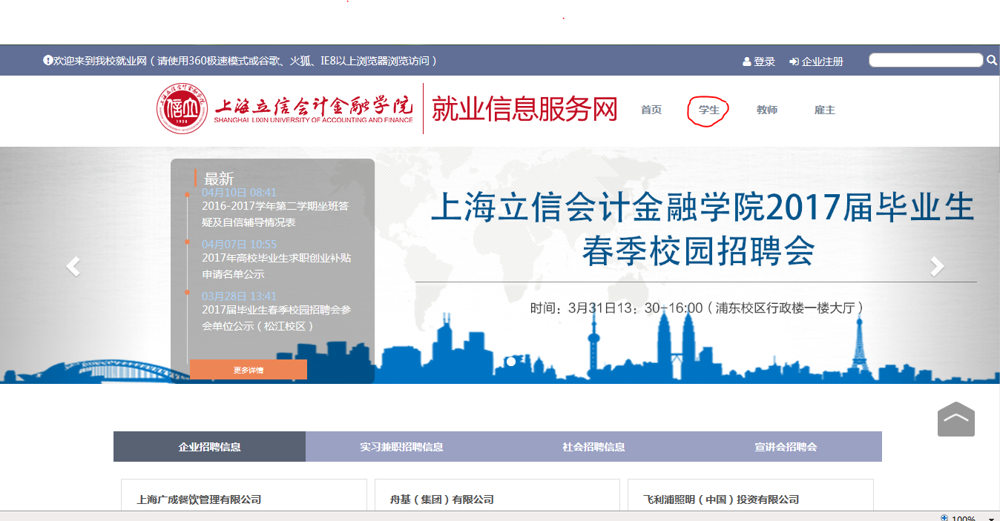 欢迎来到我校就业网（请使用360极速模式或谷歌、火狐、IE8以上浏览器浏览访问）
登录 企业注册
上海立信会计金融学院
SHANGHAI LIXIN UNIVERSITY OF ACCOUNTING AND FINANCE
就业信息服务网
首页 学生 教师 雇主
最新
04月10日 08:41
2016-2017学年第二学期坐班答
疑及自信辅导情况表
04月07日 10:55
2017年高校毕业生求职创业补贴
申请名单公示
03月28日 13:41
2017届毕业生春季校园招聘会参
会单位公示（松江校区）
更多详情
上海立信会计金融学院2017届毕业生
春季校园招聘会
时间：3月31日13：30-16:00（浦东校区行政楼一楼大厅）
企业招聘信息 实习兼职招聘信息 社会招聘信息 宣讲会招聘会
上海广成餐饮管理有限公司 舟基（集团）有限公司 飞利浦照明（中国）投资有限公司
100%